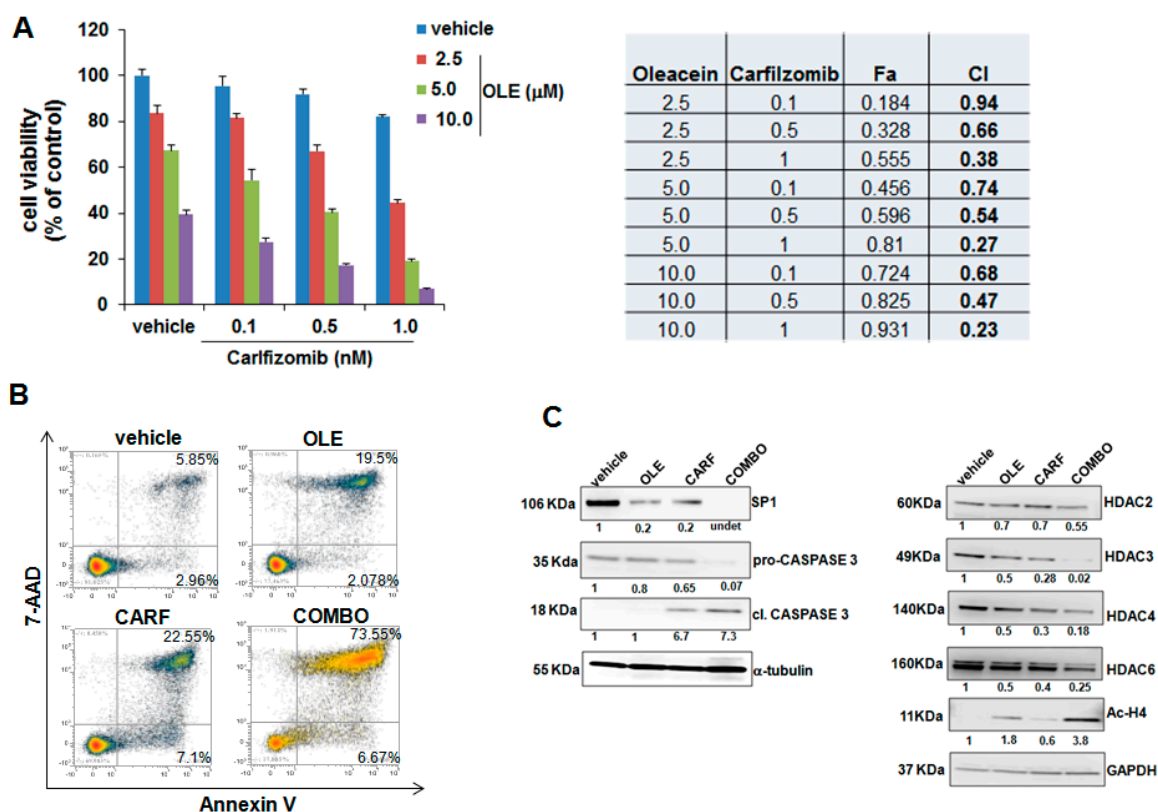 A
120
100
80
60
40
20
0
cell viability
(% of control)
vehicle
2.5
5.0
10.0
OLE (μM)
vehicle 0.1 0.5 1.0
Carlfizomib (nM)
Oleacein Carfilzomib Fa CI
2.5 0.1 0.184 0.94
2.5 0.5 0.328 0.66
2.5 1 0.555 0.38
5.0 0.1 0.456 0.74
5.0 0.5 0.596 0.54
5.0 1 0.81 0.27
10.0 0.1 0.724 0.68
10.0 0.5 0.825 0.47
10.0 1 0.931 0.23
B
vehicle OLE
5.85% 19.5%
2.96% 2.078%
CARF COMBO
22.55% 73.55%
7.1% 6.67%
7-AAD
Annexin V
C
vehicle OLE CARF COMBO
106 KDa SP1
1 0.2 0.2 undet
35 Kda pro-CASPASE 3
1 0.8 0.65 0.07
18 KDa cl. CASPASE 3
1 1 6.7 7.3
55 KDa α-tubulin
vehicle OLE CARF COMBO
60KDa HDAC2
1 0.7 0.7 0.55
49KDa HDAC3
1 0.5 0.28 0.02
140KDa HDAC4
1 0.5 0.3 0.18
160KDa HDAC6
1 0.5 0.4 0.25
11KDa Ac-H4
1 1.8 0.6 3.8
37 KDa GAPDH